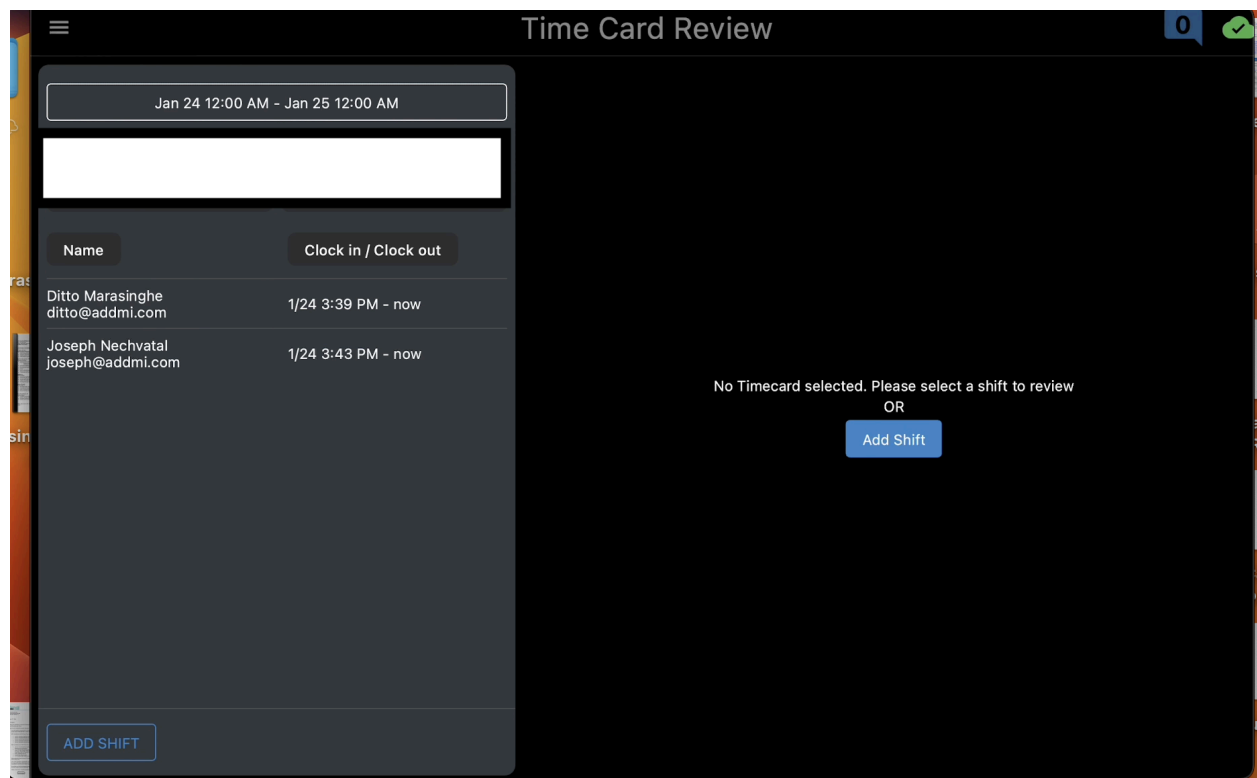 Time Card Review
0
Jan 24 12:00 AM - Jan 25 12:00 AM
Name
Clock in / Clock out
Ditto Marasinghe
ditto@addmi.com
1/24 3:39 PM - now
Joseph Nechvatal
joseph@addmi.com
1/24 3:43 PM - now
No Timecard selected. Please select a shift to review
OR
Add Shift
ADD SHIFT